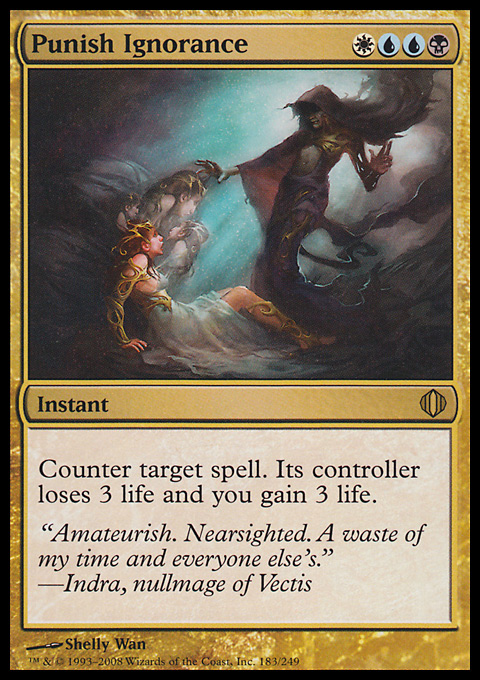 Punish Ignorance
Instant
Counter target spell. Its controller
loses 3 life and you gain 3 life.
“Amateurish. Nearsighted. A waste of
my time and everyone else’s.”
—Indra, nullmage of Vectis
Shelly Wan
™ & © 1993–2008 Wizards of the Coast, Inc. 183/249